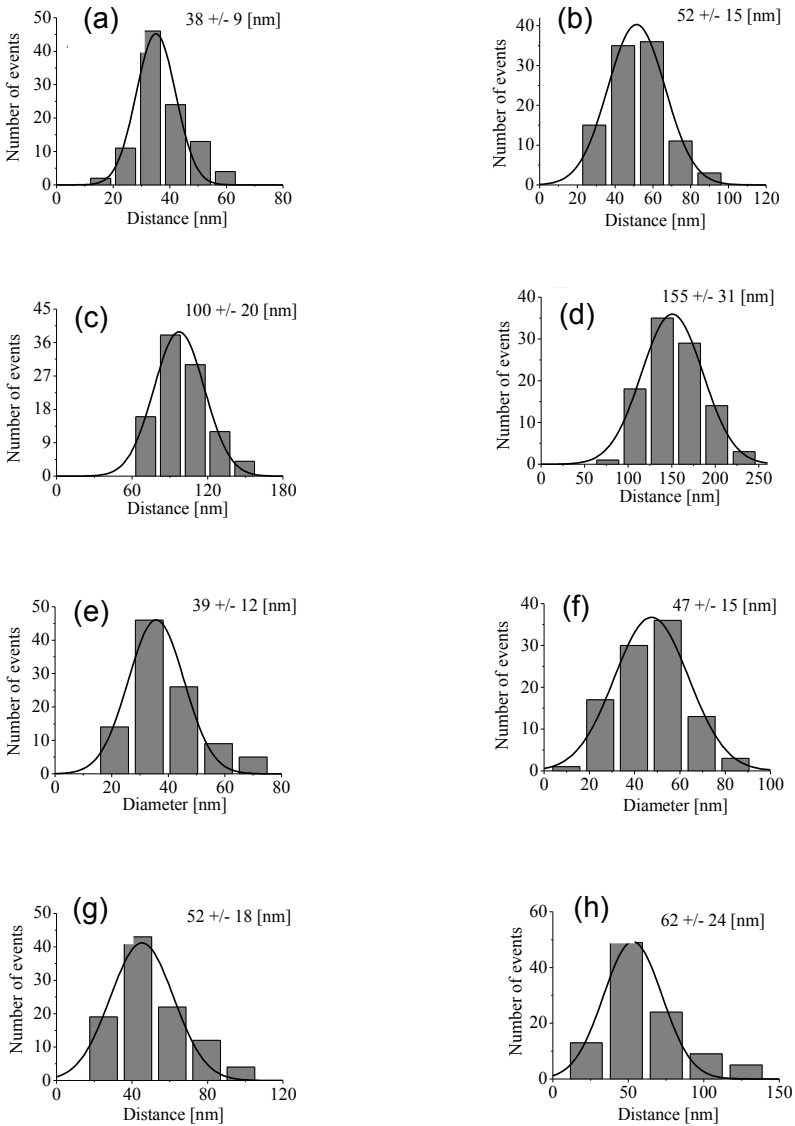 (a) 38 +/- 9 [nm]
Number of events
50
40
30
20
10
0
0 20 40 60 80
Distance [nm]
(b) 52 +/- 15 [nm]
Number of events
40
30
20
10
0
0 20 40 60 80 100 120
Distance [nm]
(c) 100 +/- 20 [nm]
Number of events
45
36
27
18
9
0
0 60 120 180
Distance [nm]
(d) 155 +/- 31 [nm]
Number of events
40
30
20
10
0
0 50 100 150 200 250
Distance [nm]
(e) 39 +/- 12 [nm]
Number of events
50
40
30
20
10
0
0 20 40 60 80
Diameter [nm]
(f) 47 +/- 15 [nm]
Number of events
40
30
20
10
0
0 20 40 60 80 100
Diameter [nm]
(g) 52 +/- 18 [nm]
Number of events
50
40
30
20
10
0
0 40 80 120
Distance [nm]
(h) 62 +/- 24 [nm]
Number of events
60
40
20
0
0 50 100 150
Distance [nm]